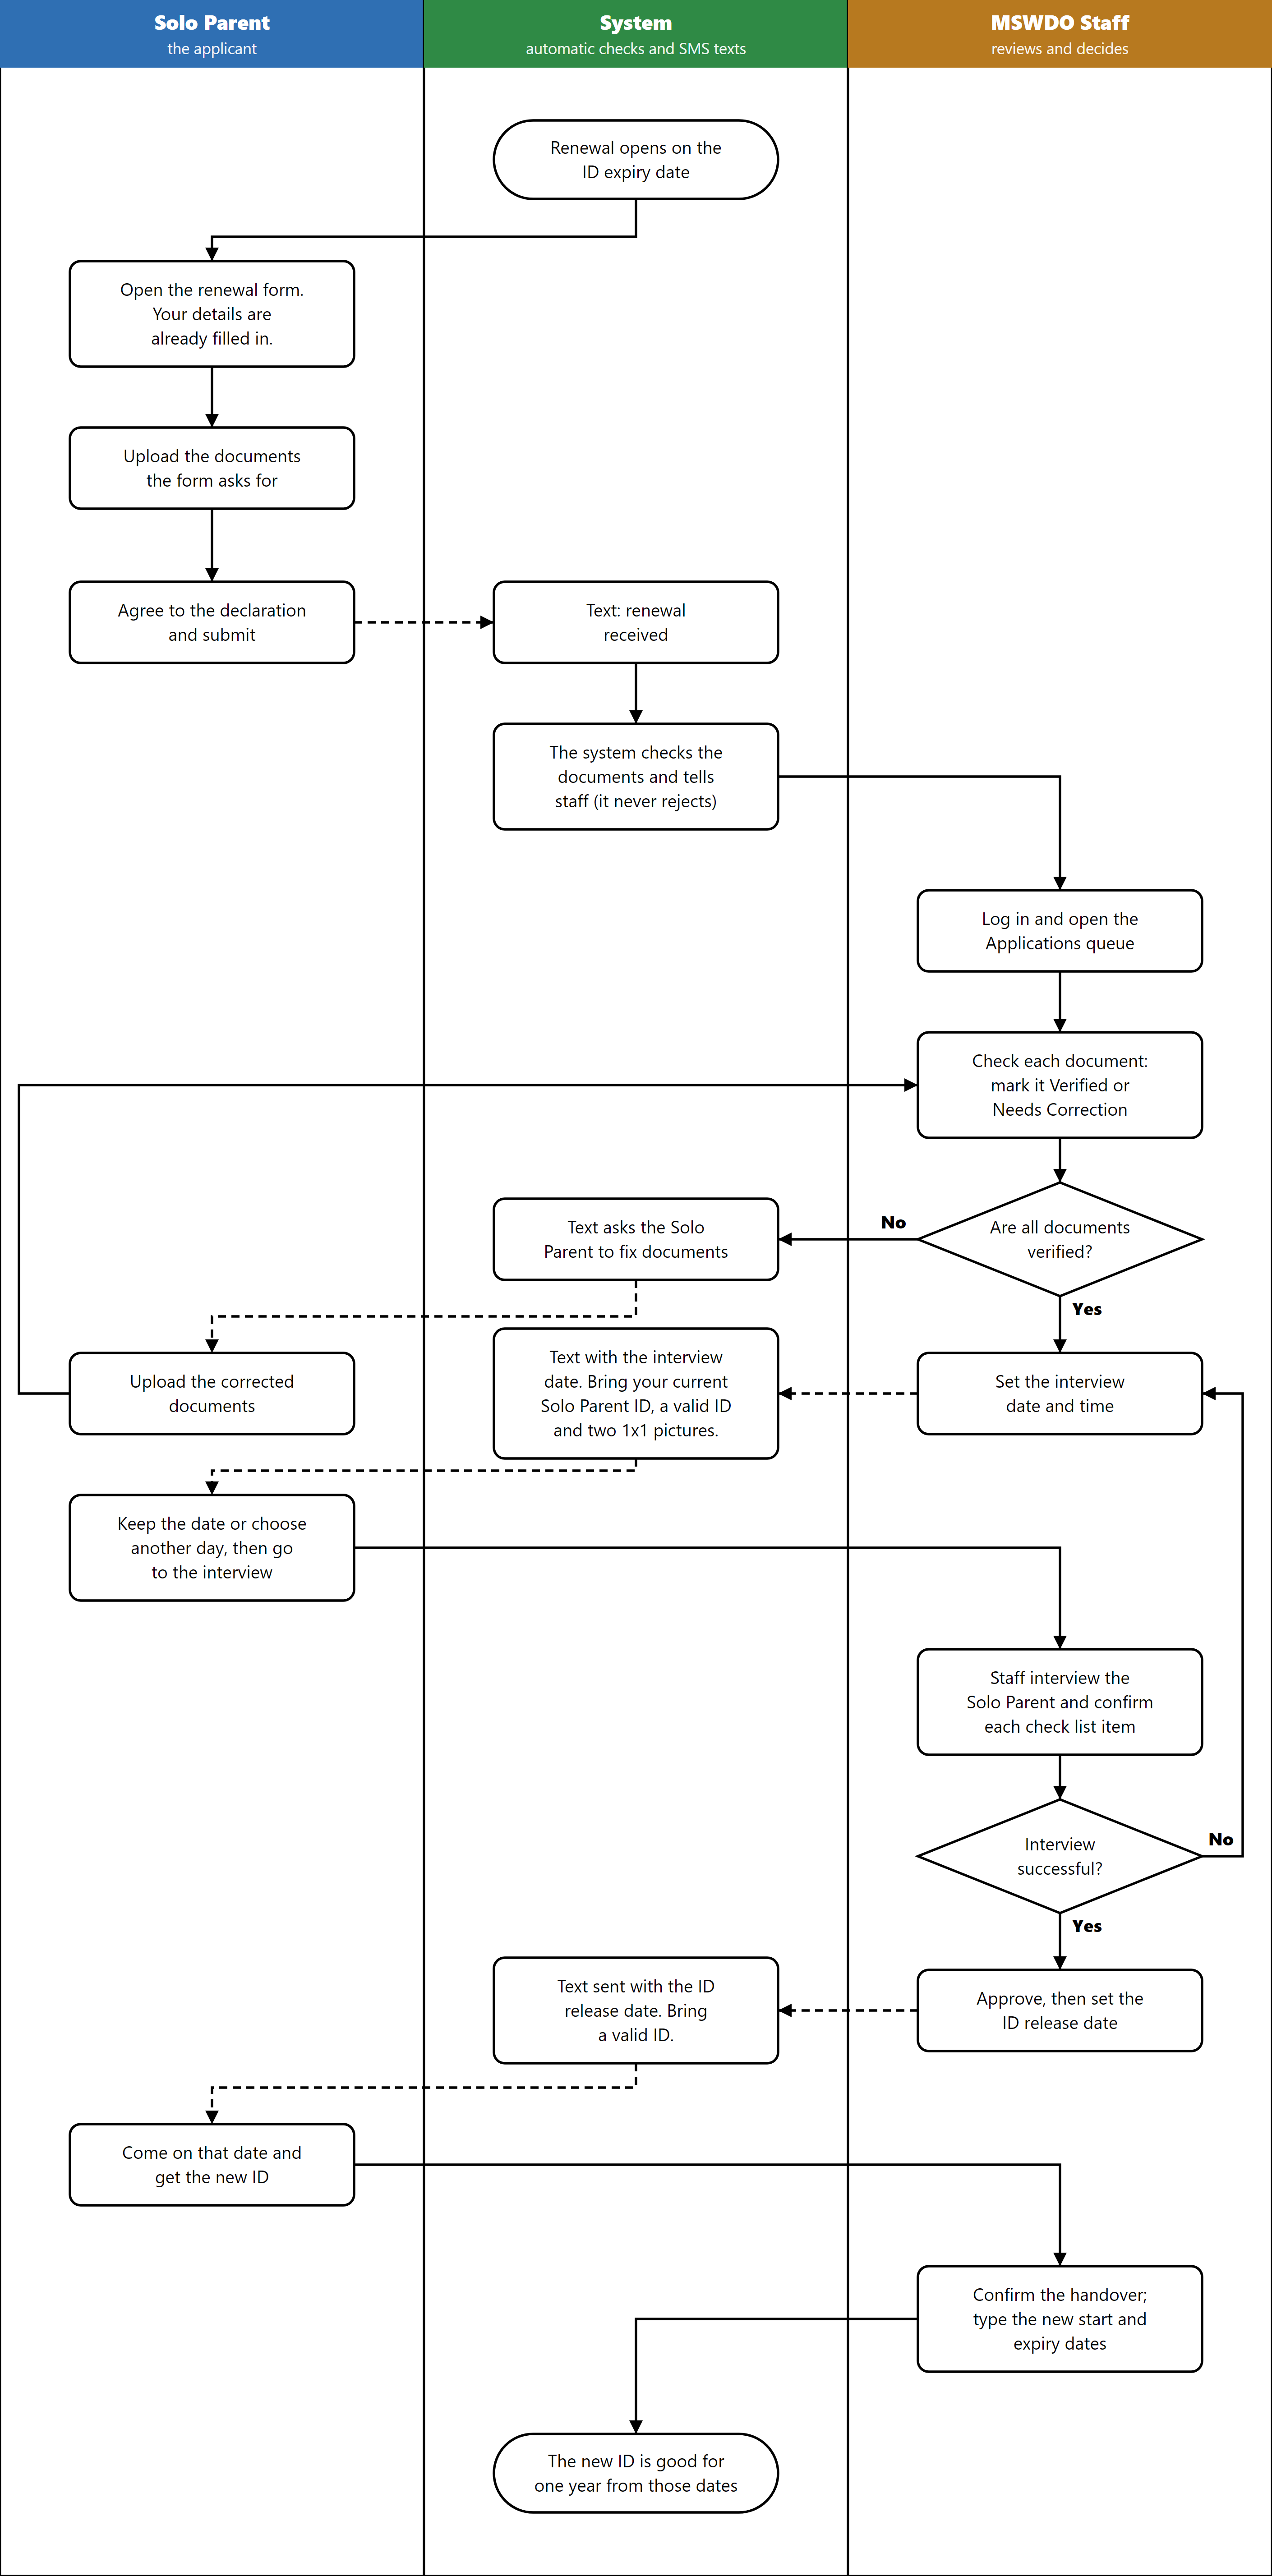 Solo Parent
the applicant
System
automatic checks and SMS texts
MSWDO Staff
reviews and decides
Renewal opens on the
ID expiry date
Open the renewal form.
Your details are
already filled in.
Upload the documents
the form asks for
Agree to the declaration
and submit
Text: renewal
received
The system checks the
documents and tells
staff (it never rejects)
Log in and open the
Applications queue
Check each document:
mark it Verified or
Needs Correction
Are all documents
verified?
No
Yes
Text asks the Solo
Parent to fix documents
Upload the corrected
documents
Set the interview
date and time
Text with the interview
date. Bring your current
Solo Parent ID, a valid ID
and two 1x1 pictures.
Keep the date or choose
another day, then go
to the interview
Staff interview the
Solo Parent and confirm
each check list item
Interview
successful?
No
Yes
Approve, then set the
ID release date
Text sent with the ID
release date. Bring
a valid ID.
Come on that date and
get the new ID
Confirm the handover;
type the new start and
expiry dates
The new ID is good for
one year from those dates